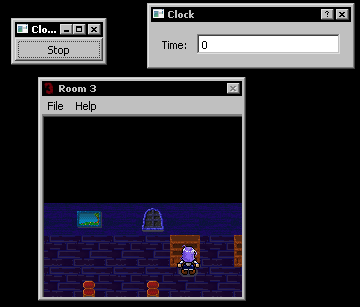 Clo...
Stop
Clock
Time: 0
Room 3
File Help